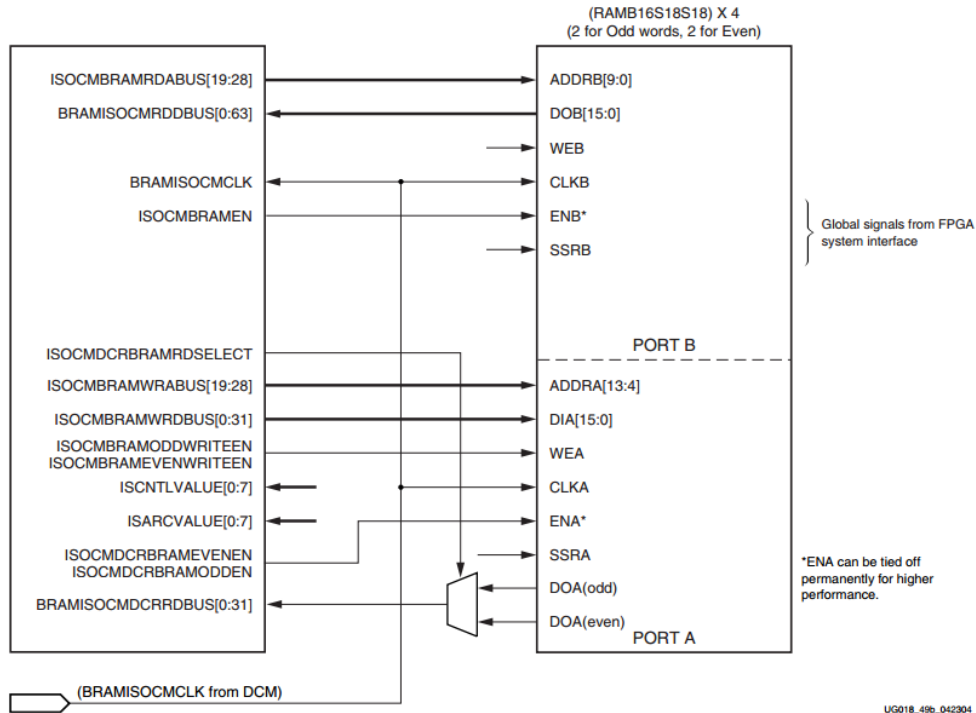 (RAMB16S18S18) X 4
(2 for Odd words, 2 for Even)
ISOCMBRAMRDABUS[19:28]
ADDRB[9:0]
BRAMISOCMRDDBUS[0:63]
DOB[15:0]
WEB
BRAMISOCMCLK
CLKB
ISOCMBRAMEN
ENB*
Global signals from FPGA
system interface
SSRB
PORT B
ISOCMDCRBRAMRDSELECT
ISOCMBRAMWRABUS[19:28]
ADDRA[13:4]
ISOCMBRAMWRDBUS[0:31]
DIA[15:0]
ISOCMBRAMODDWRITEEN
ISOCMBRAMEVENWRITEEN
WEA
ISCNTLVALUE[0:7]
CLKA
ISARCVALUE[0:7]
ENA*
ISOCMDCRBRAMEVENEN
ISOCMDCRBRAMODDEN
SSRA
*ENA can be tied off
permanently for higher
performance.
DOA(odd)
BRAMISOCMDCRRDBUS[0:31]
DOA(even)
PORT A
(BRAMISOCMCLK from DCM)
UG018_49b_042304